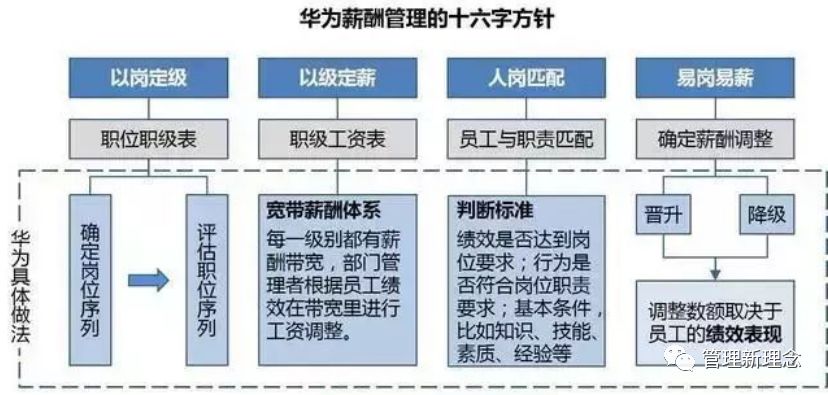 华为薪酬管理的十六字方针
以岗定级
以级定薪
人岗匹配
易岗易薪
职位职级表
职级工资表
员工与职责匹配
确定薪酬调整
华为具体做法
确定岗位序列
评估职位序列
宽带薪酬体系
每一级别都有薪
酬带宽，部门管
理者根据员工绩
效在带宽里进行
工资调整。
判断标准
绩效是否达到岗
位要求；行为是
否符合岗位职责
要求；基本条件，
比如知识、技能、
素质、经验等
晋升
降级
调整数额取决于
员工的绩效表现
管理新理念